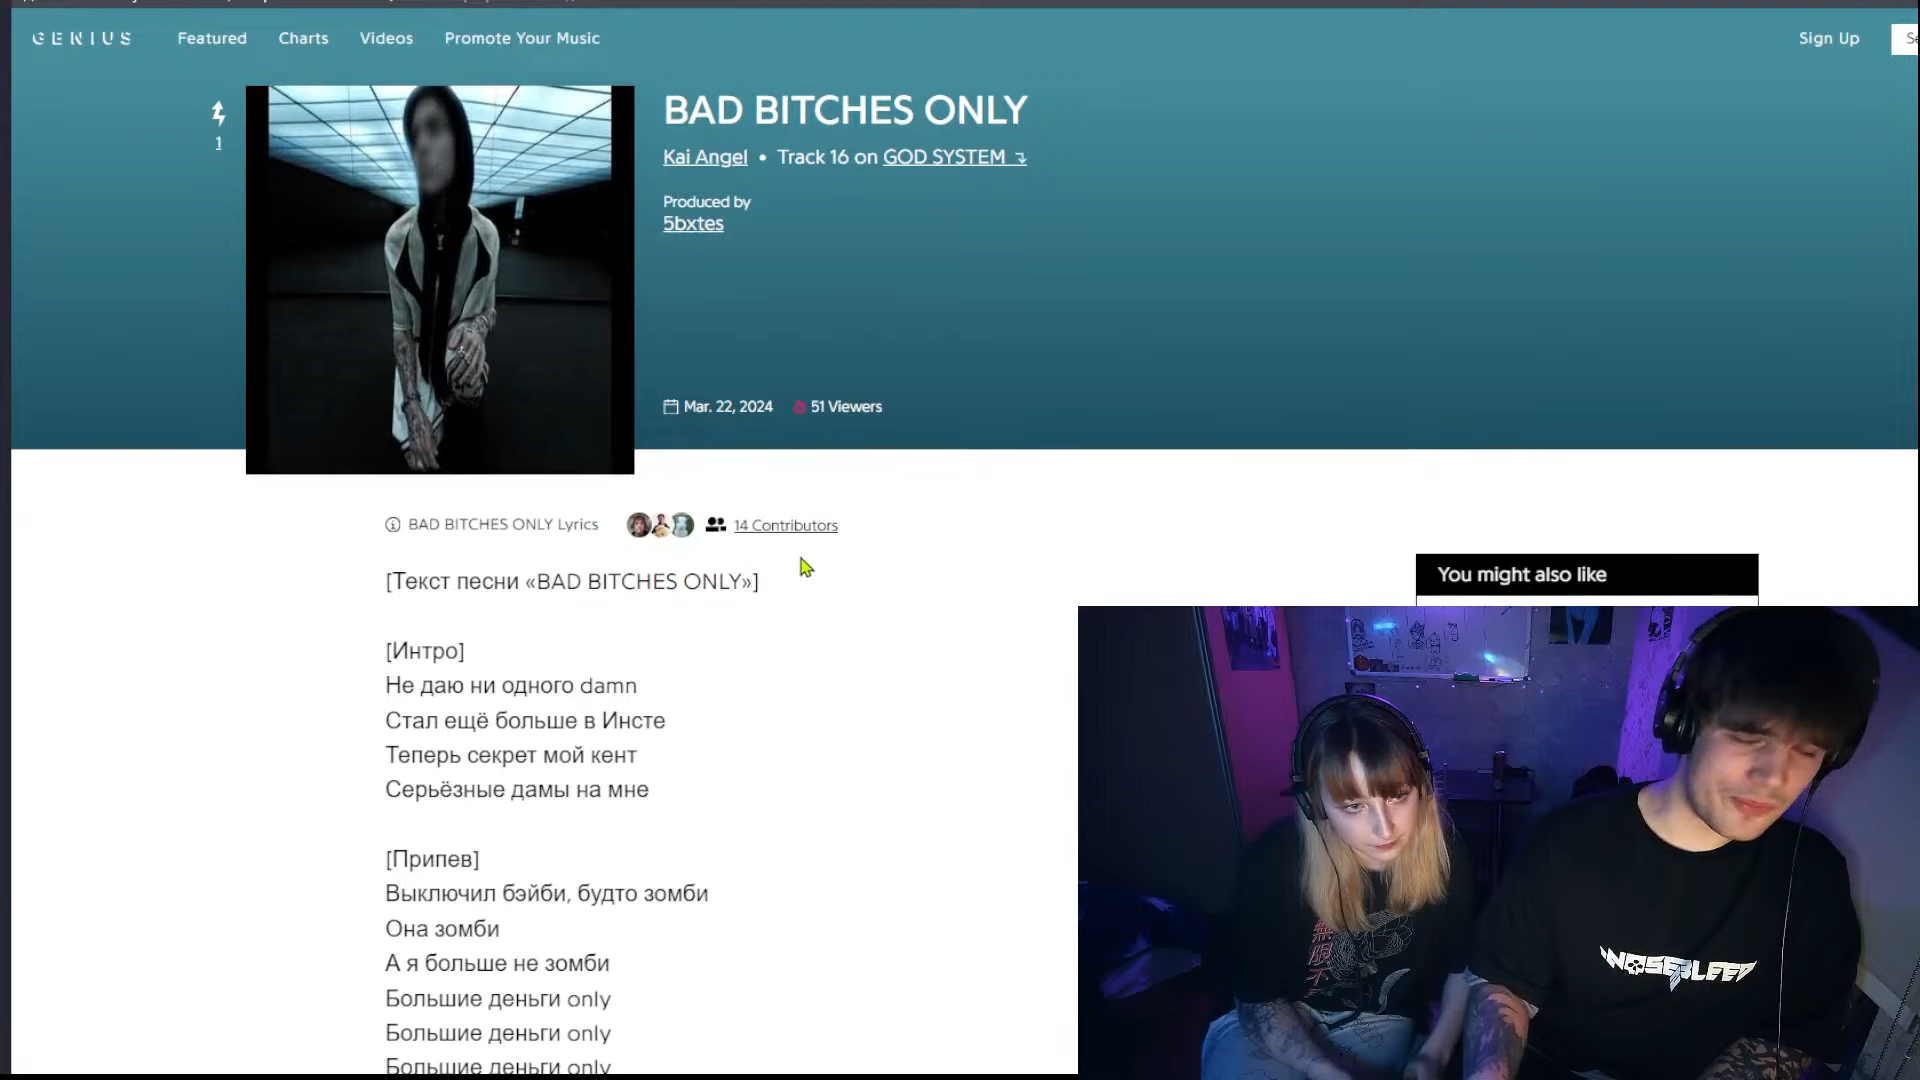 GENIUS Featured Charts Videos Promote Your Music Sign Up
1
BAD BITCHES ONLY
Kai Angel • Track 16 on GOD SYSTEM
Produced by
5bxtes
Mar. 22, 2024 51 Viewers
BAD BITCHES ONLY Lyrics 14 Contributors
[Текст песни «BAD BITCHES ONLY»]
[Интро]
Не даю ни одного damn
Стал ещё больше в Инсте
Теперь секрет мой кент
Серьёзные дамы на мне
[Припев]
Выключил бэйби, будто зомби
Она зомби
А я больше не зомби
Большие деньги only
Большие деньги only
Большие деньги only
You might also like
NOSEBLEED